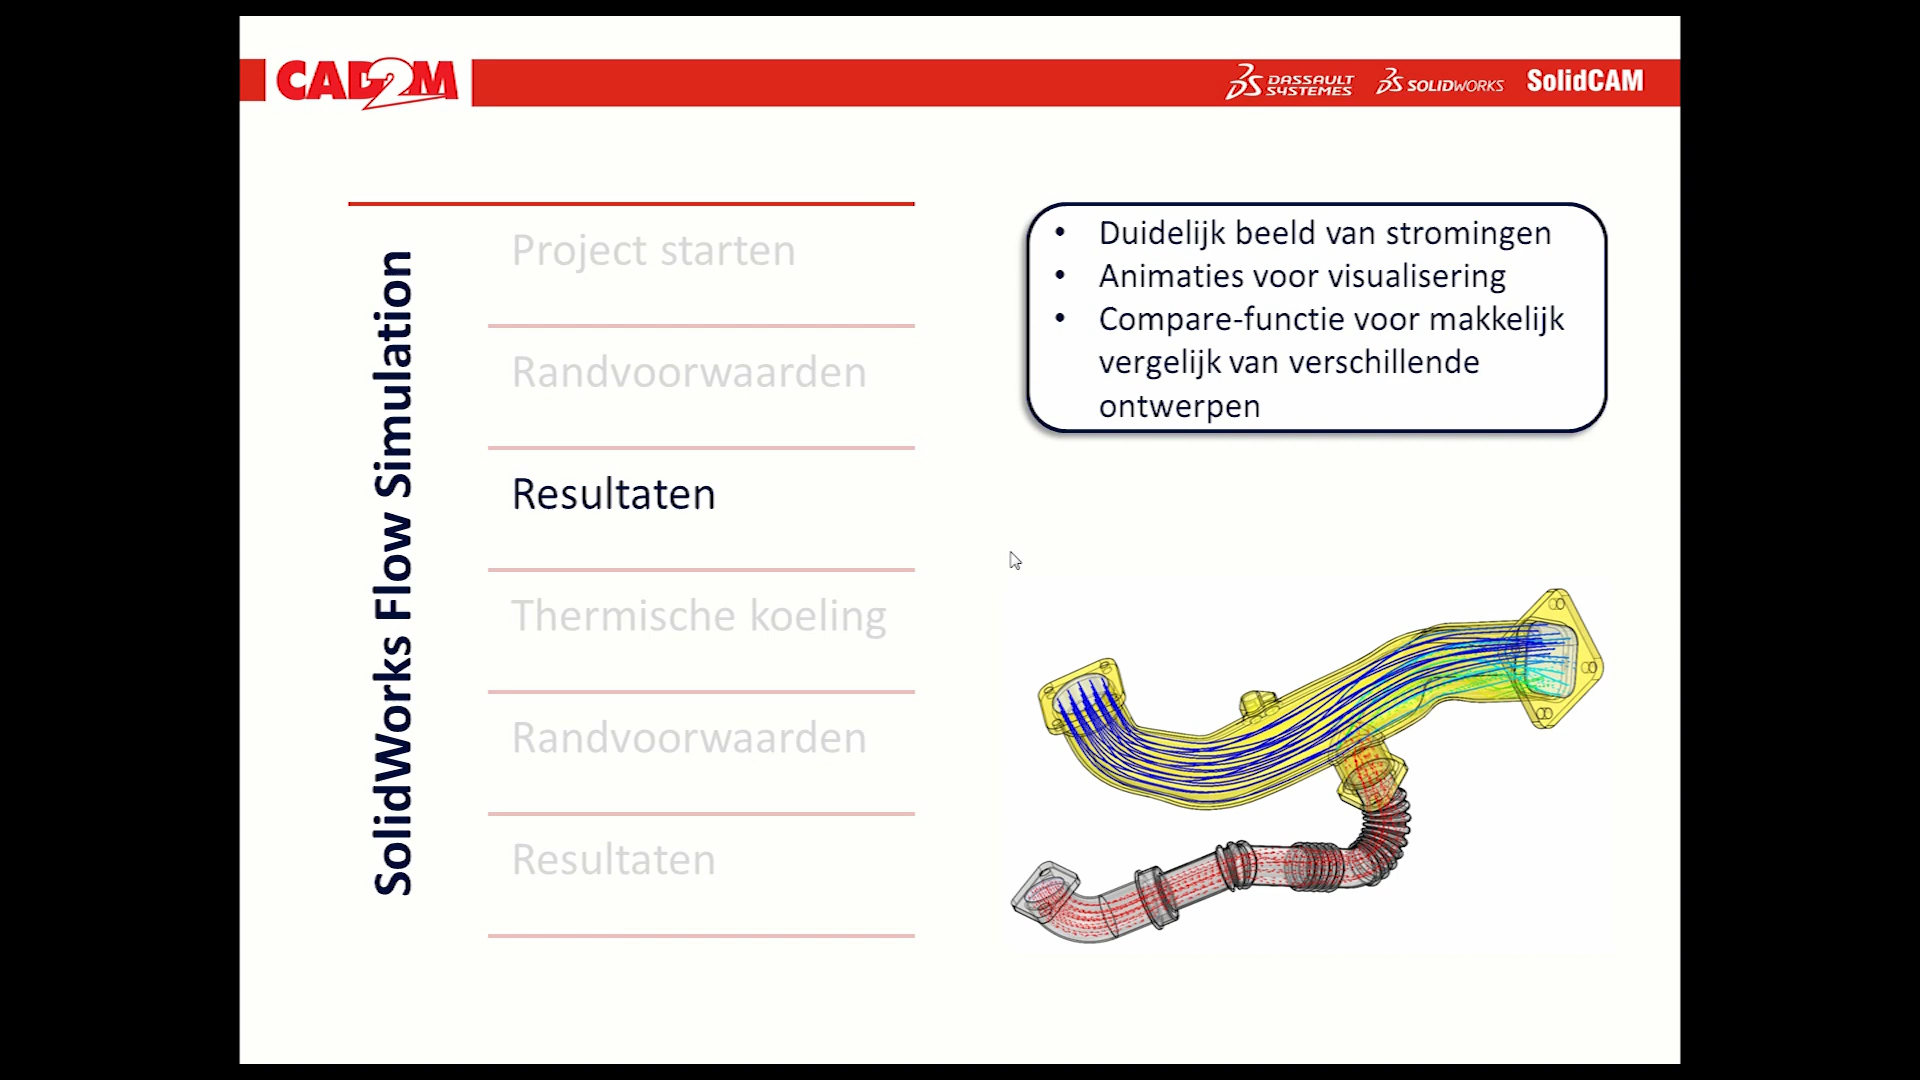 CAD2M
DASSAULT
SYSTEMES
SOLIDWORKS
SolidCAM
SolidWorks Flow Simulation
Project starten
Randvoorwaarden
Resultaten
Thermische koeling
Randvoorwaarden
Resultaten
• Duidelijk beeld van stromingen
• Animaties voor visualisering
• Compare-functie voor makkelijk
vergelijk van verschillende
ontwerpen